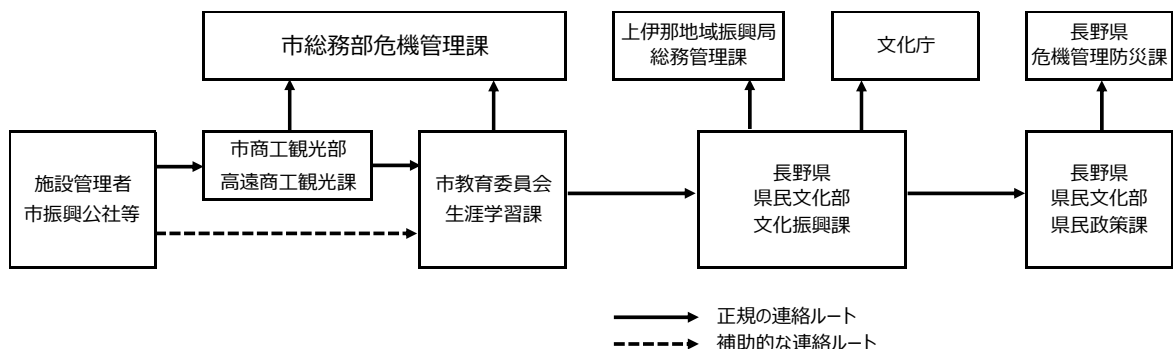 市総務部危機管理課
上伊那地域振興局
総務管理課
文化庁
長野県
危機管理防災課
施設管理者
市振興公社等
市商工観光部
高遠商工観光課
市教育委員会
生涯学習課
長野県
県民文化部
文化振興課
長野県
県民文化部
県民政策課
正規の連絡ルート
補助的な連絡ルート